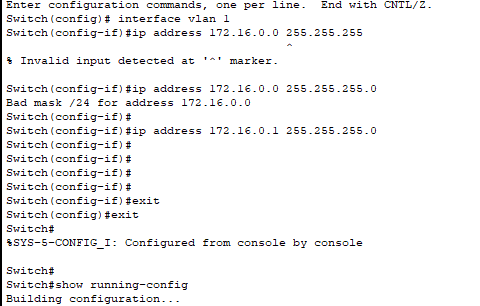 Enter configuration commands, one per line.  End with CNTL/Z.
Switch(config)# interface vlan 1
Switch(config-if)#ip address 172.16.0.0 255.255.255
^
% Invalid input detected at '^' marker.
Switch(config-if)#ip address 172.16.0.0 255.255.255.0
Bad mask /24 for address 172.16.0.0
Switch(config-if)#
Switch(config-if)#ip address 172.16.0.1 255.255.255.0
Switch(config-if)#
Switch(config-if)#
Switch(config-if)#
Switch(config-if)#
Switch(config-if)#exit
Switch(config)#exit
Switch#
%SYS-5-CONFIG_I: Configured from console by console
Switch#
Switch#show running-config
Building configuration...